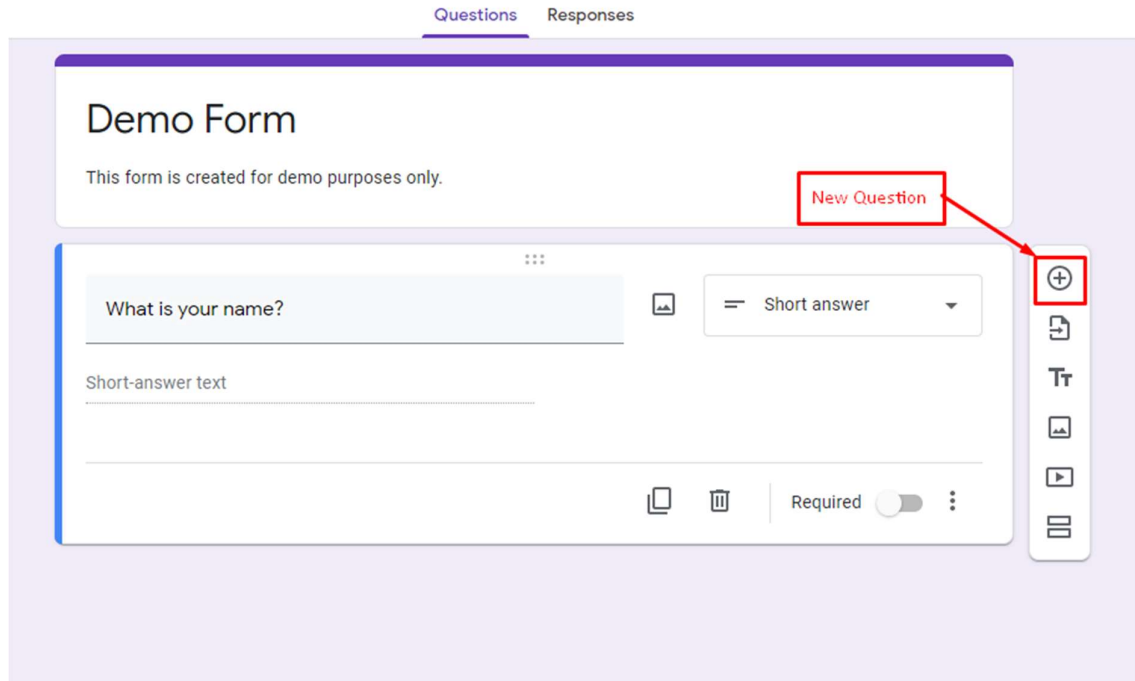 Questions Responses
Demo Form
This form is created for demo purposes only.
New Question
What is your name?
Short answer
Short-answer text
Required